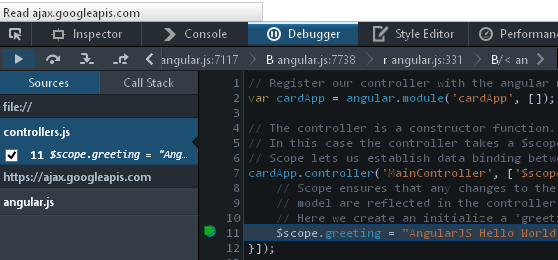 Read ajax.googleapis.com
Inspector Console Debugger Style Editor Performance
angular.js:7117 B angular.js:7738 r angular.js:331 B/< an
Sources Call Stack
file://
controllers.js
11 $scope.greeting = "Ang…
https://ajax.googleapis.com
angular.js
1 // Register our controller with the angular
2 var cardApp = angular.module('cardApp', []);
3
4 // The controller is a constructor function.
5 // In this case the controller takes a $scope
6 // Scope lets us establish data binding betw
7 cardApp.controller('MainController', ['$scope
8 // Scope ensures that any changes to the
9 // model are reflected in the controller
10 // Here we create an initialize a 'greeti
11 $scope.greeting = "AngularJS Hello World
12 }]);